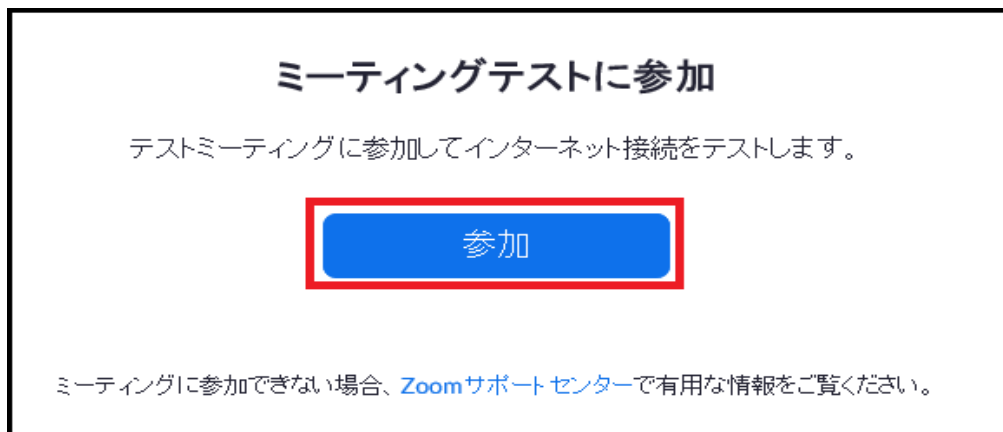 ミーティングテストに参加
テストミーティングに参加してインターネット接続をテストします。
参加
ミーティングに参加できない場合、Zoomサポートセンターで有用な情報をご覧ください。